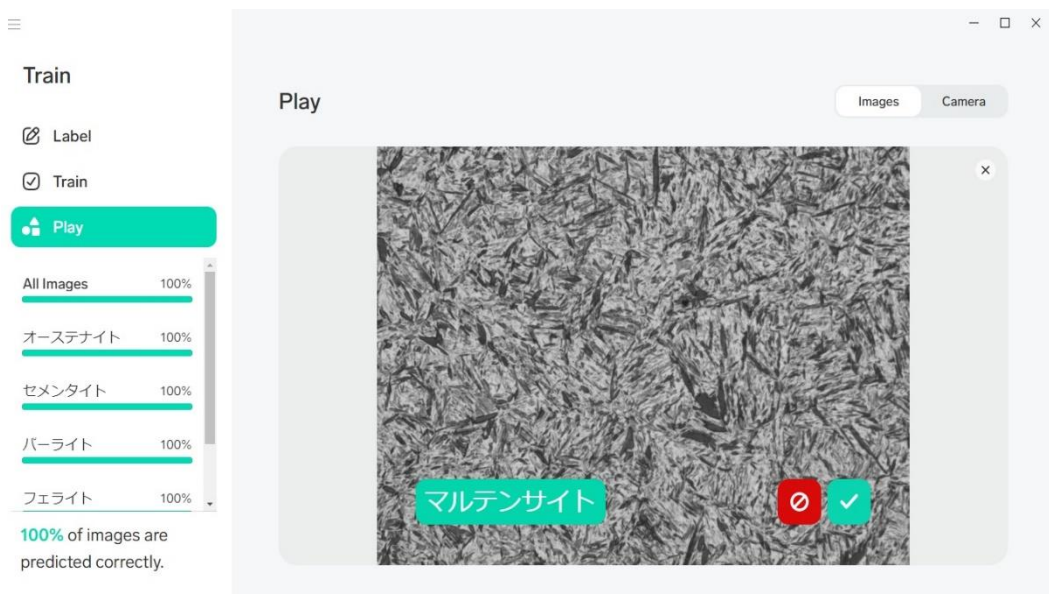 Train
Label
Train
Play
All Images 100%
オーステナイト 100%
セメンタイト 100%
バーライト 100%
フェライト 100%
100% of images are
predicted correctly.
Play
Images Camera
マルテンサイト